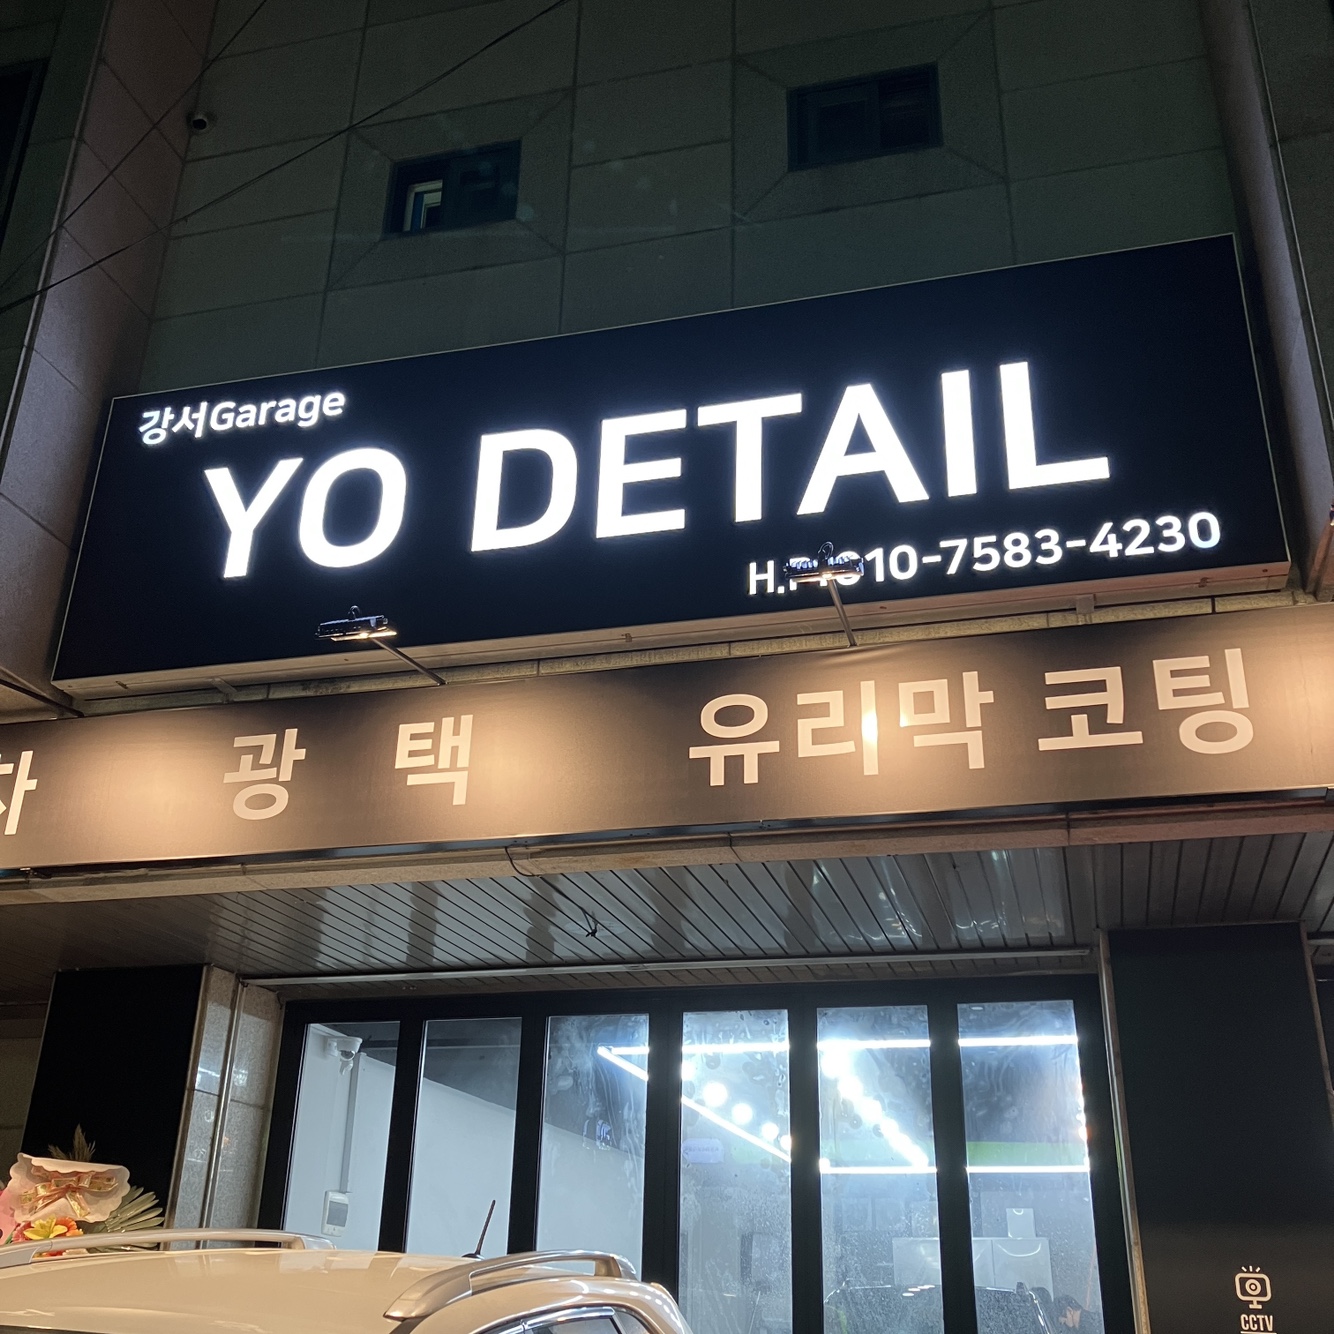 강서Garage
YO DETAIL
H.P.010-7583-4230
차 광 택 유리막 코팅
CCTV